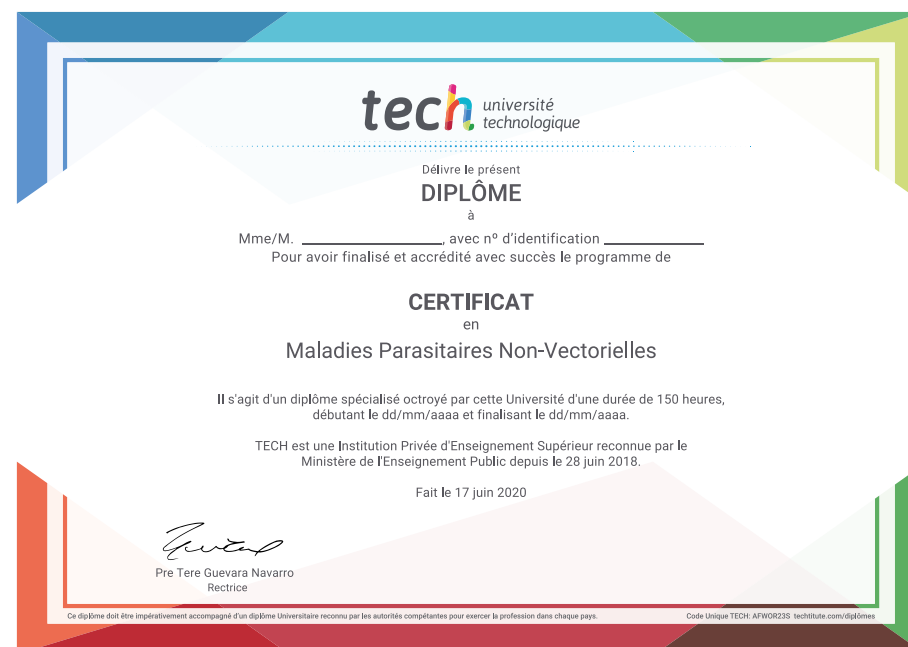 tech université
technologique
Délivre le présent
DIPLÔME
à
Mme/M. ____________________, avec nº d'identification ______________
Pour avoir finalisé et accrédité avec succès le programme de
CERTIFICAT
en
Maladies Parasitaires Non-Vectorielles
Il s'agit d'un diplôme spécialisé octroyé par cette Université d'une durée de 150 heures,
débutant le dd/mm/aaaa et finalisant le dd/mm/aaaa.
TECH est une Institution Privée d'Enseignement Supérieur reconnue par le
Ministère de l'Enseignement Public depuis le 28 juin 2018.
Fait le 17 juin 2020
Pre Tere Guevara Navarro
Rectrice
Ce diplôme doit être impérativement accompagné d'un diplôme Universitaire reconnu par les autorités compétentes pour exercer la profession dans chaque pays.
Code Unique TECH: AFWOR23S techtitute.com/diplômes